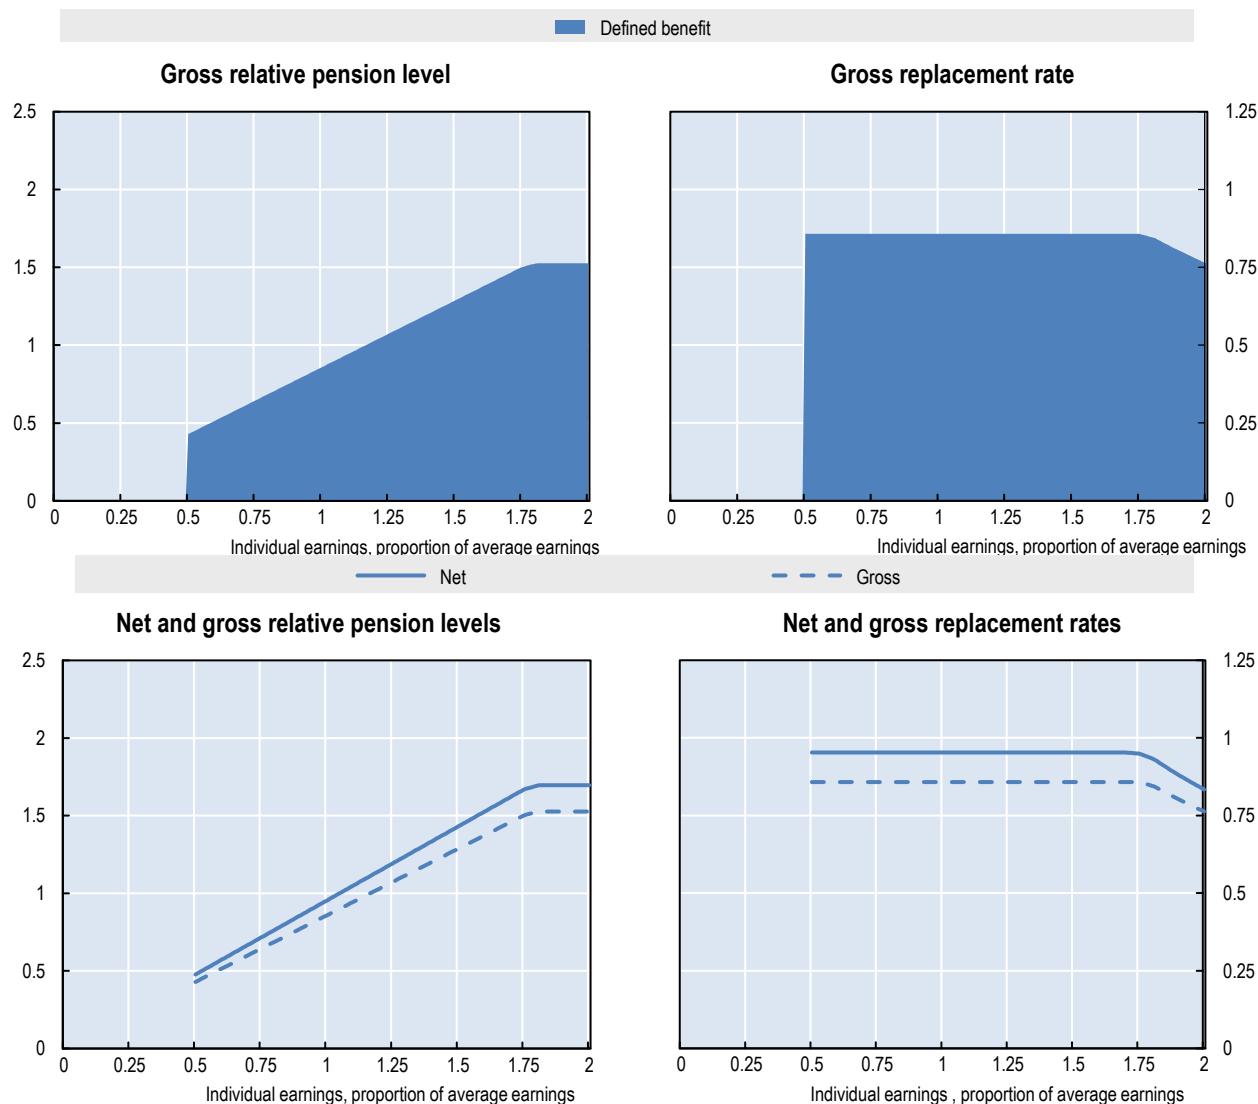 Defined benefit
Gross relative pension level
2.5
2
1.5
1
0.5
0
0 0.25 0.5 0.75 1 1.25 1.5 1.75 2
Individual earnings, proportion of average earnings
Gross replacement rate
1.25
1
0.75
0.5
0.25
0
0 0.25 0.5 0.75 1 1.25 1.5 1.75 2
Individual earnings, proportion of average earnings
Net Gross
Net and gross relative pension levels
2.5
2
1.5
1
0.5
0
0 0.25 0.5 0.75 1 1.25 1.5 1.75 2
Individual earnings, proportion of average earnings
Net and gross replacement rates
1.25
1
0.75
0.5
0.25
0
0 0.25 0.5 0.75 1 1.25 1.5 1.75 2
Individual earnings , proportion of average earnings